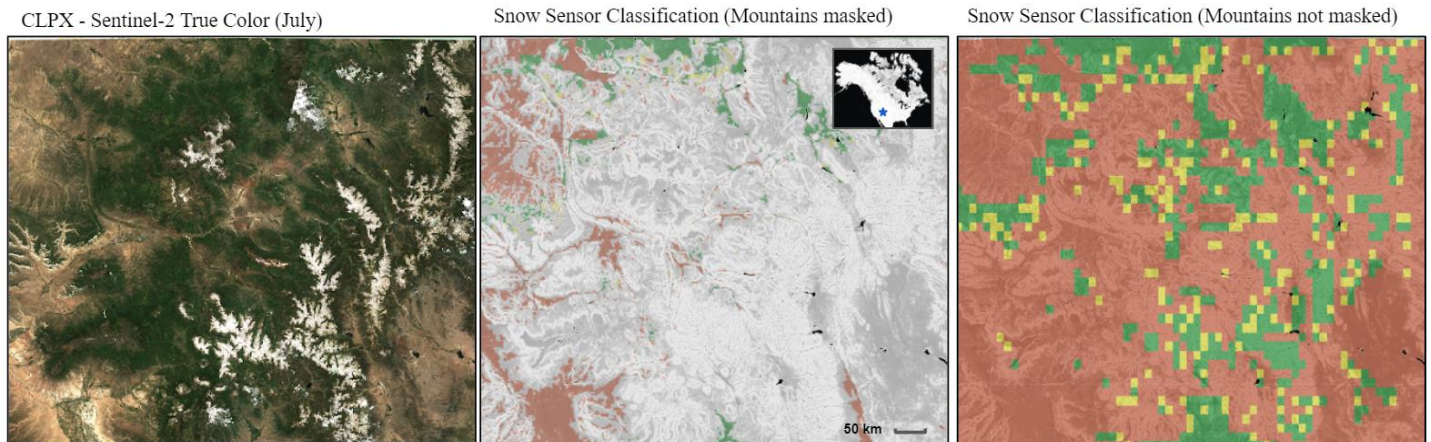 CLPX - Sentinel-2 True Color (July)
Snow Sensor Classification (Mountains masked)
Snow Sensor Classification (Mountains not masked)
50 km